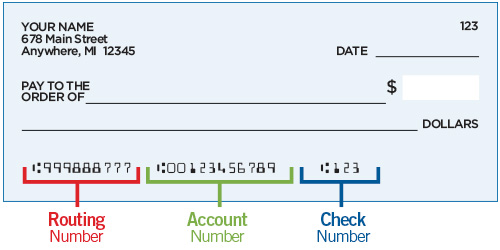 YOUR NAME 123
678 Main Street
Anywhere, MI 12345
DATE
PAY TO THE
ORDER OF $
DOLLARS
⑆999888777 ⑆00123456789 ⑆123
Routing Number Account Number Check Number